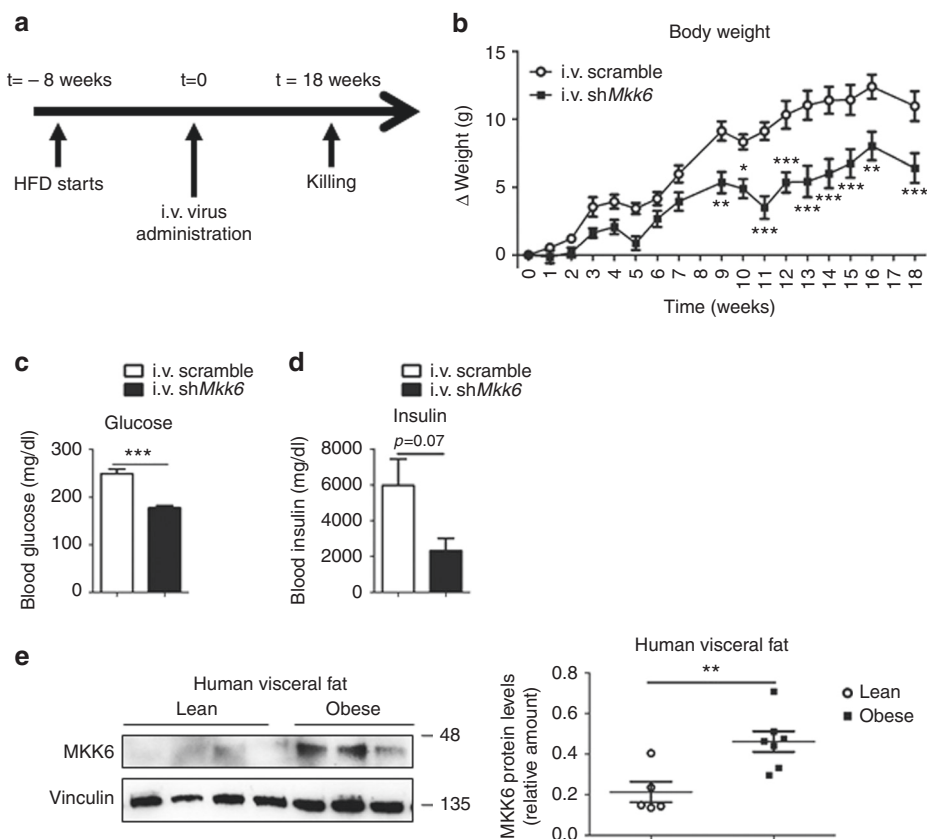 a
t= – 8 weeks
t=0
t = 18 weeks
HFD starts
i.v. virus
administration
Killing
b
Body weight
i.v. scramble
i.v. shMkk6
Δ Weight (g)
15
10
5
0
*
***
**
**
***
***
***
***
***
0 1 2 3 4 5 6 7 8 9 10 11 12 13 14 15 16 17 18
Time (weeks)
c
i.v. scramble
i.v. shMkk6
Glucose
***
Blood glucose (mg/dl)
300
200
100
0
d
i.v. scramble
i.v. shMkk6
Insulin
p=0.07
Blood insulin (mg/dl)
8000
6000
4000
2000
0
e
Human visceral fat
Lean Obese
MKK6
48
Vinculin
135
Human visceral fat
**
MKK6 protein levels
(relative amount)
0.8
0.6
0.4
0.2
0.0
Lean
Obese